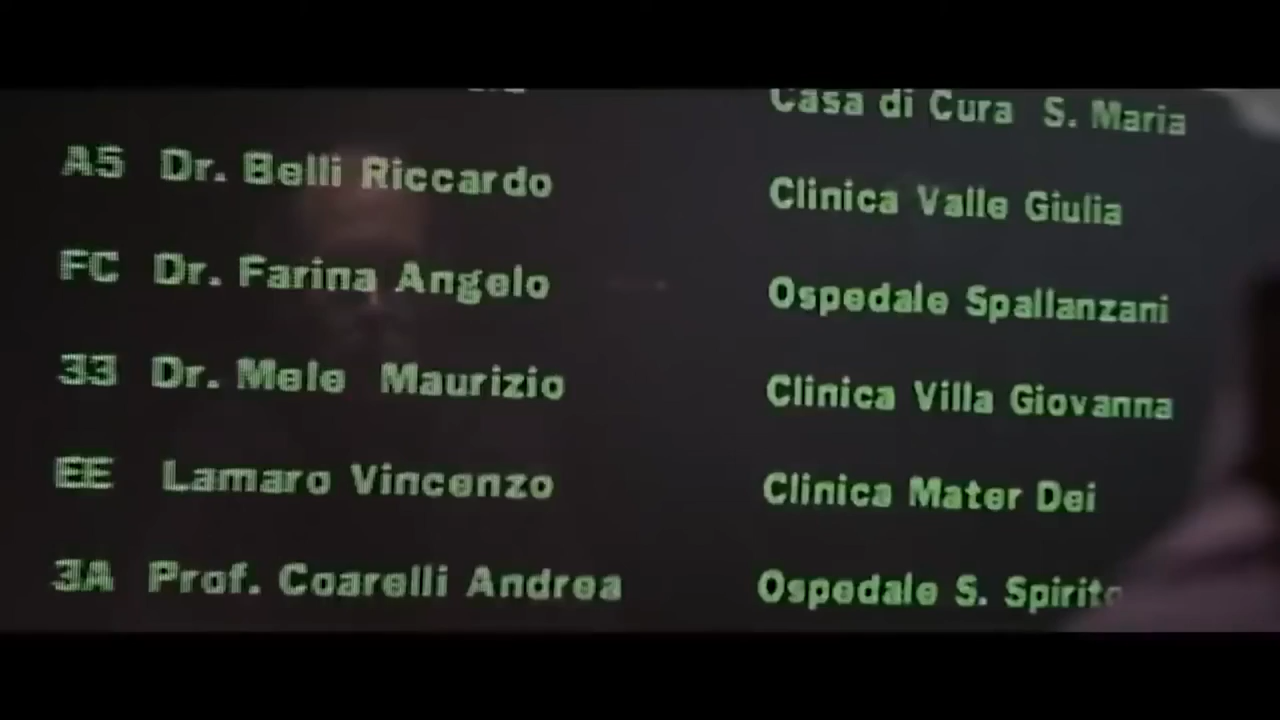 Casa di Cura S. Maria
A5 Dr. Belli Riccardo Clinica Valle Giulia
FC Dr. Farina Angelo Ospedale Spallanzani
33 Dr. Mele Maurizio Clinica Villa Giovanna
EE Lamaro Vincenzo Clinica Mater Dei
3A Prof. Coarelli Andrea Ospedale S. Spirito